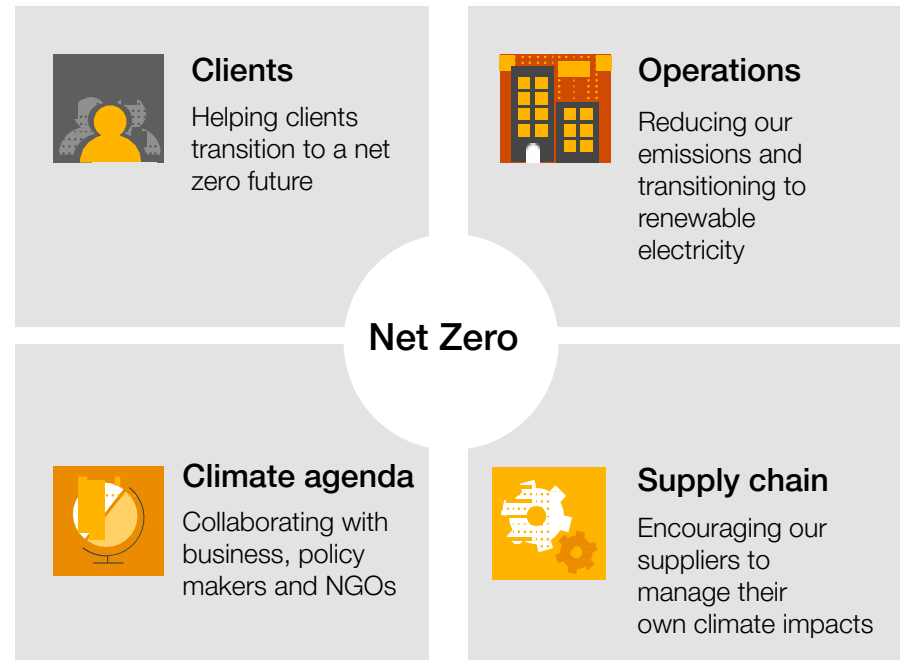 Clients
Helping clients
transition to a net
zero future
Operations
Reducing our
emissions and
transitioning to
renewable
electricity
Net Zero
Climate agenda
Collaborating with
business, policy
makers and NGOs
Supply chain
Encouraging our
suppliers to
manage their
own climate impacts